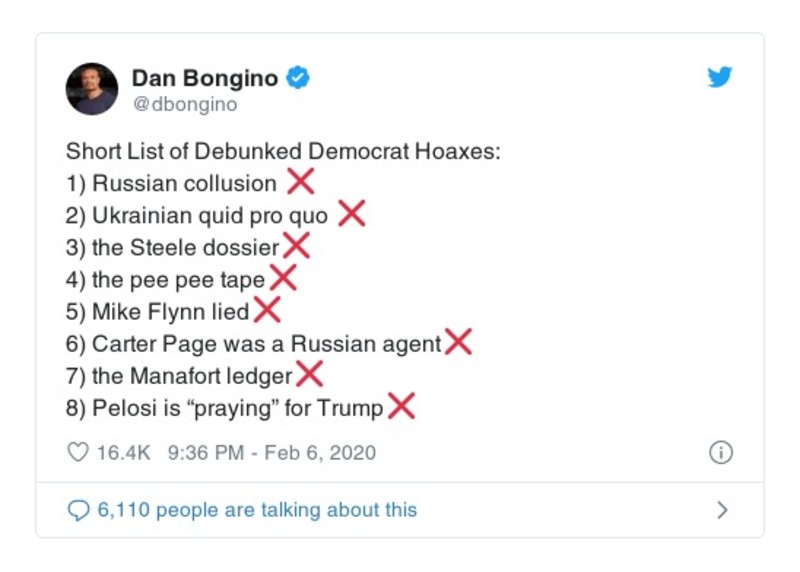 Dan Bongino
@dbongino
Short List of Debunked Democrat Hoaxes:
1) Russian collusion ❌
2) Ukrainian quid pro quo ❌
3) the Steele dossier❌
4) the pee pee tape❌
5) Mike Flynn lied❌
6) Carter Page was a Russian agent❌
7) the Manafort ledger❌
8) Pelosi is “praying” for Trump❌
16.4K 9:36 PM - Feb 6, 2020
6,110 people are talking about this